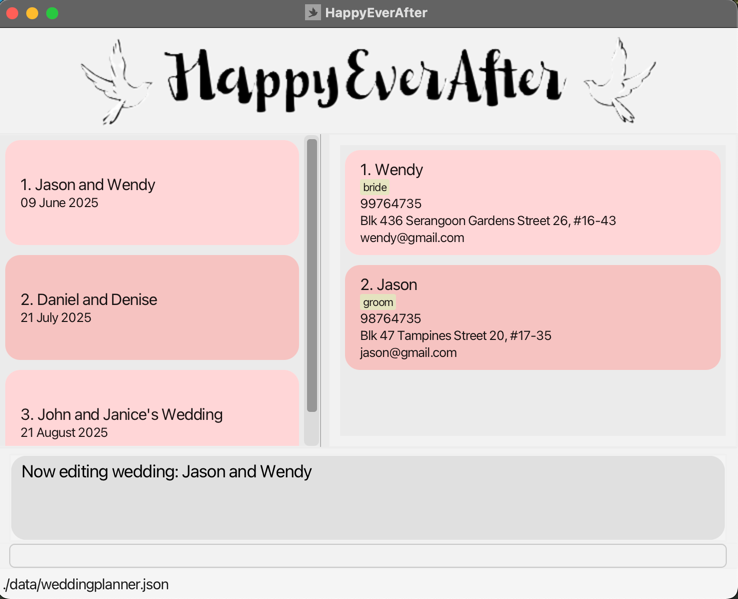 HappyEverAfter
HappyEverAfter
1. Jason and Wendy
09 June 2025
2. Daniel and Denise
21 July 2025
3. John and Janice's Wedding
21 August 2025
1. Wendy
bride
99764735
Blk 436 Serangoon Gardens Street 26, #16-43
wendy@gmail.com
2. Jason
groom
98764735
Blk 47 Tampines Street 20, #17-35
jason@gmail.com
Now editing wedding: Jason and Wendy
./data/weddingplanner.json